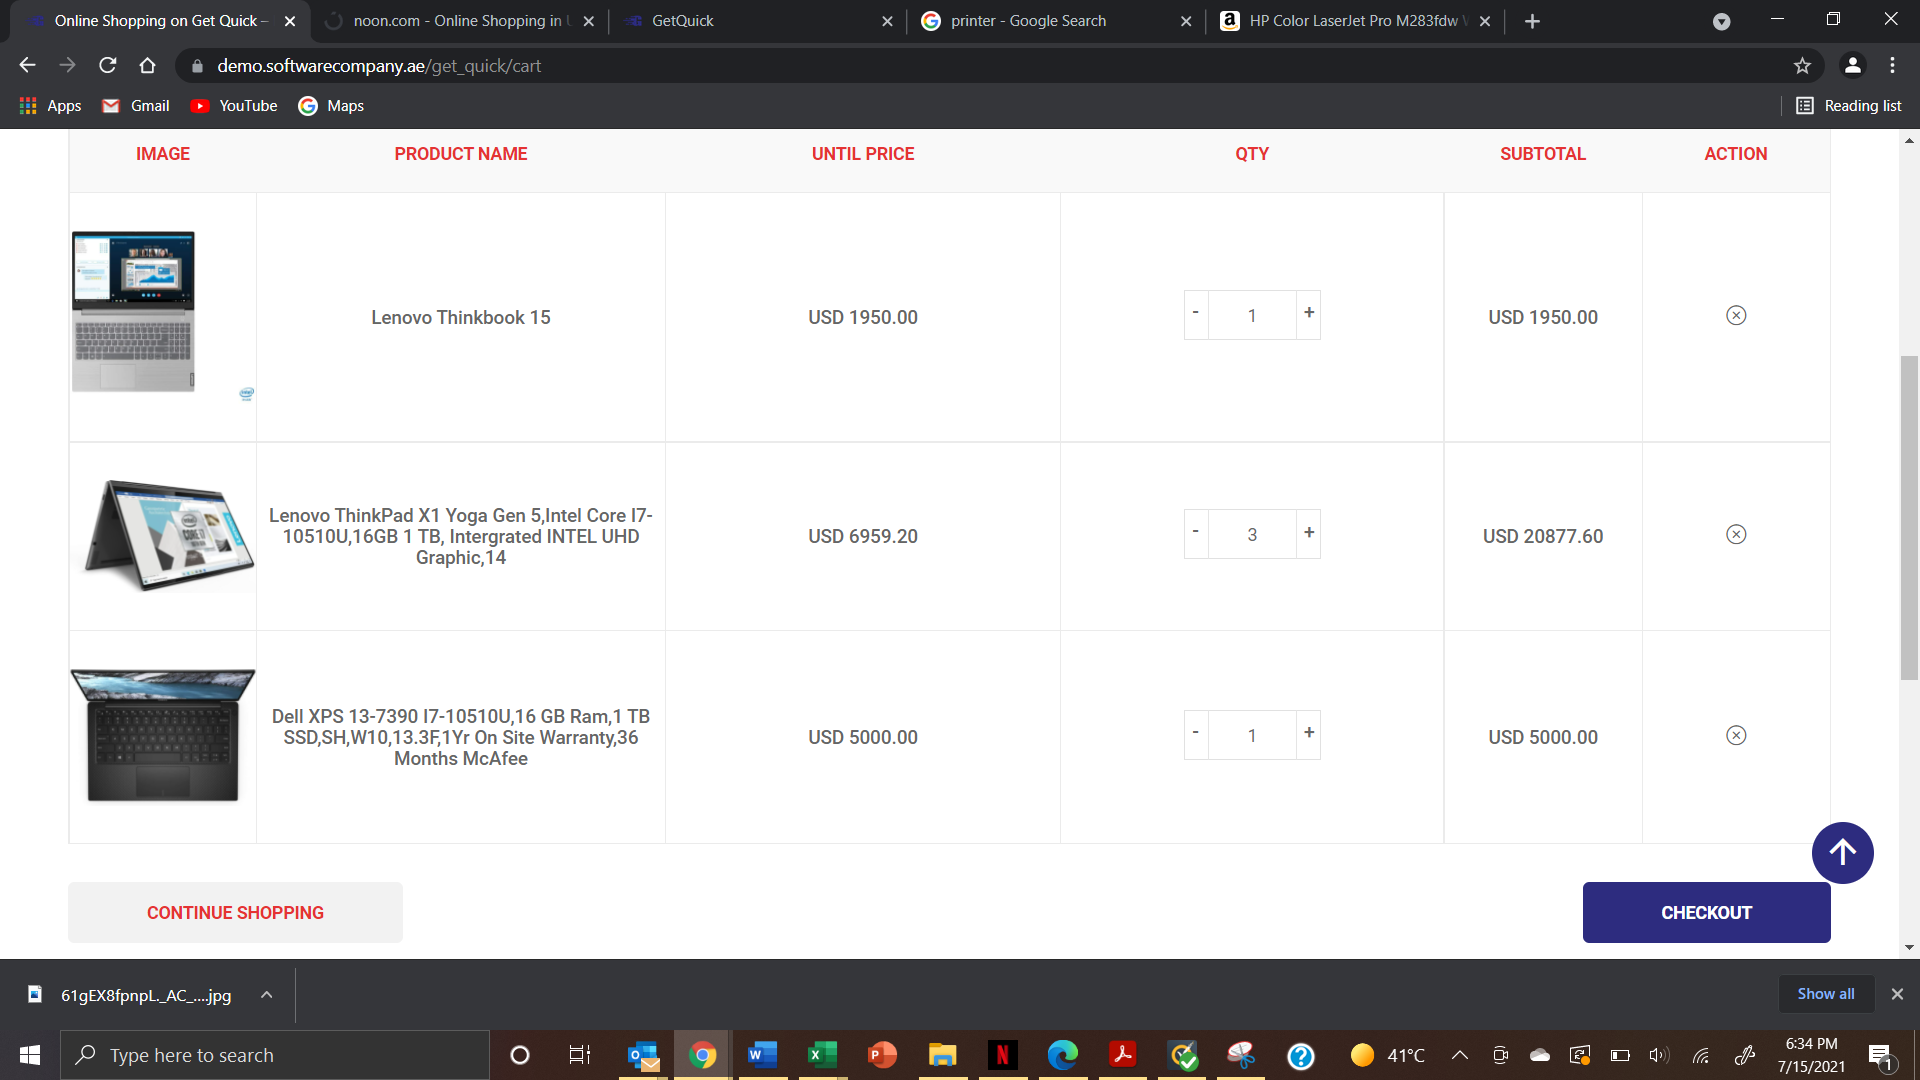 Online Shopping on Get Quick –
noon.com - Online Shopping in U
GetQuick
printer - Google Search
HP Color LaserJet Pro M283fdw
demo.softwarecompany.ae/get_quick/cart
Apps
Gmail
YouTube
Maps
Reading list
IMAGE
PRODUCT NAME
UNTIL PRICE
QTY
SUBTOTAL
ACTION
Lenovo Thinkbook 15
USD 1950.00
- 1 +
USD 1950.00
Lenovo ThinkPad X1 Yoga Gen 5,Intel Core I7-
10510U,16GB 1 TB, Intergrated INTEL UHD
Graphic,14
USD 6959.20
- 3 +
USD 20877.60
Dell XPS 13-7390 I7-10510U,16 GB Ram,1 TB
SSD,SH,W10,13.3F,1Yr On Site Warranty,36
Months McAfee
USD 5000.00
- 1 +
USD 5000.00
CONTINUE SHOPPING
CHECKOUT
61gEX8fpnpL._AC_....jpg
Show all
Type here to search
41°C
6:34 PM
7/15/2021
1